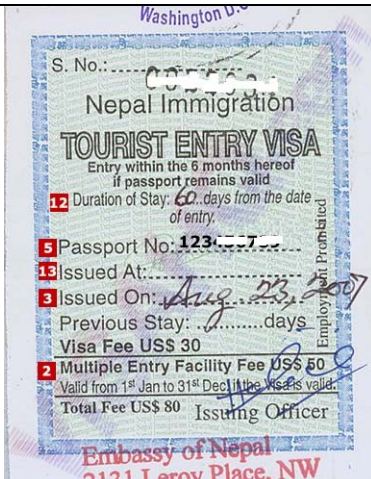 Washington D.C
S. No.:
Nepal Immigration
TOURIST ENTRY VISA
Entry within the 6 months hereof
if passport remains valid
12 Duration of Stay: 60 days from the date
of entry.
5 Passport No:
13 Issued At:
3 Issued On: Aug 23, 2007
Previous Stay: 0 days
Employment Prohibited
Visa Fee US$ 30
2 Multiple Entry Facility Fee US$ 50
Valid from 1st Jan to 31st Dec. if the visa is valid.
Total Fee US$ 80 Issuing Officer
Embassy of Nepal
2131 Leroy Place, NW